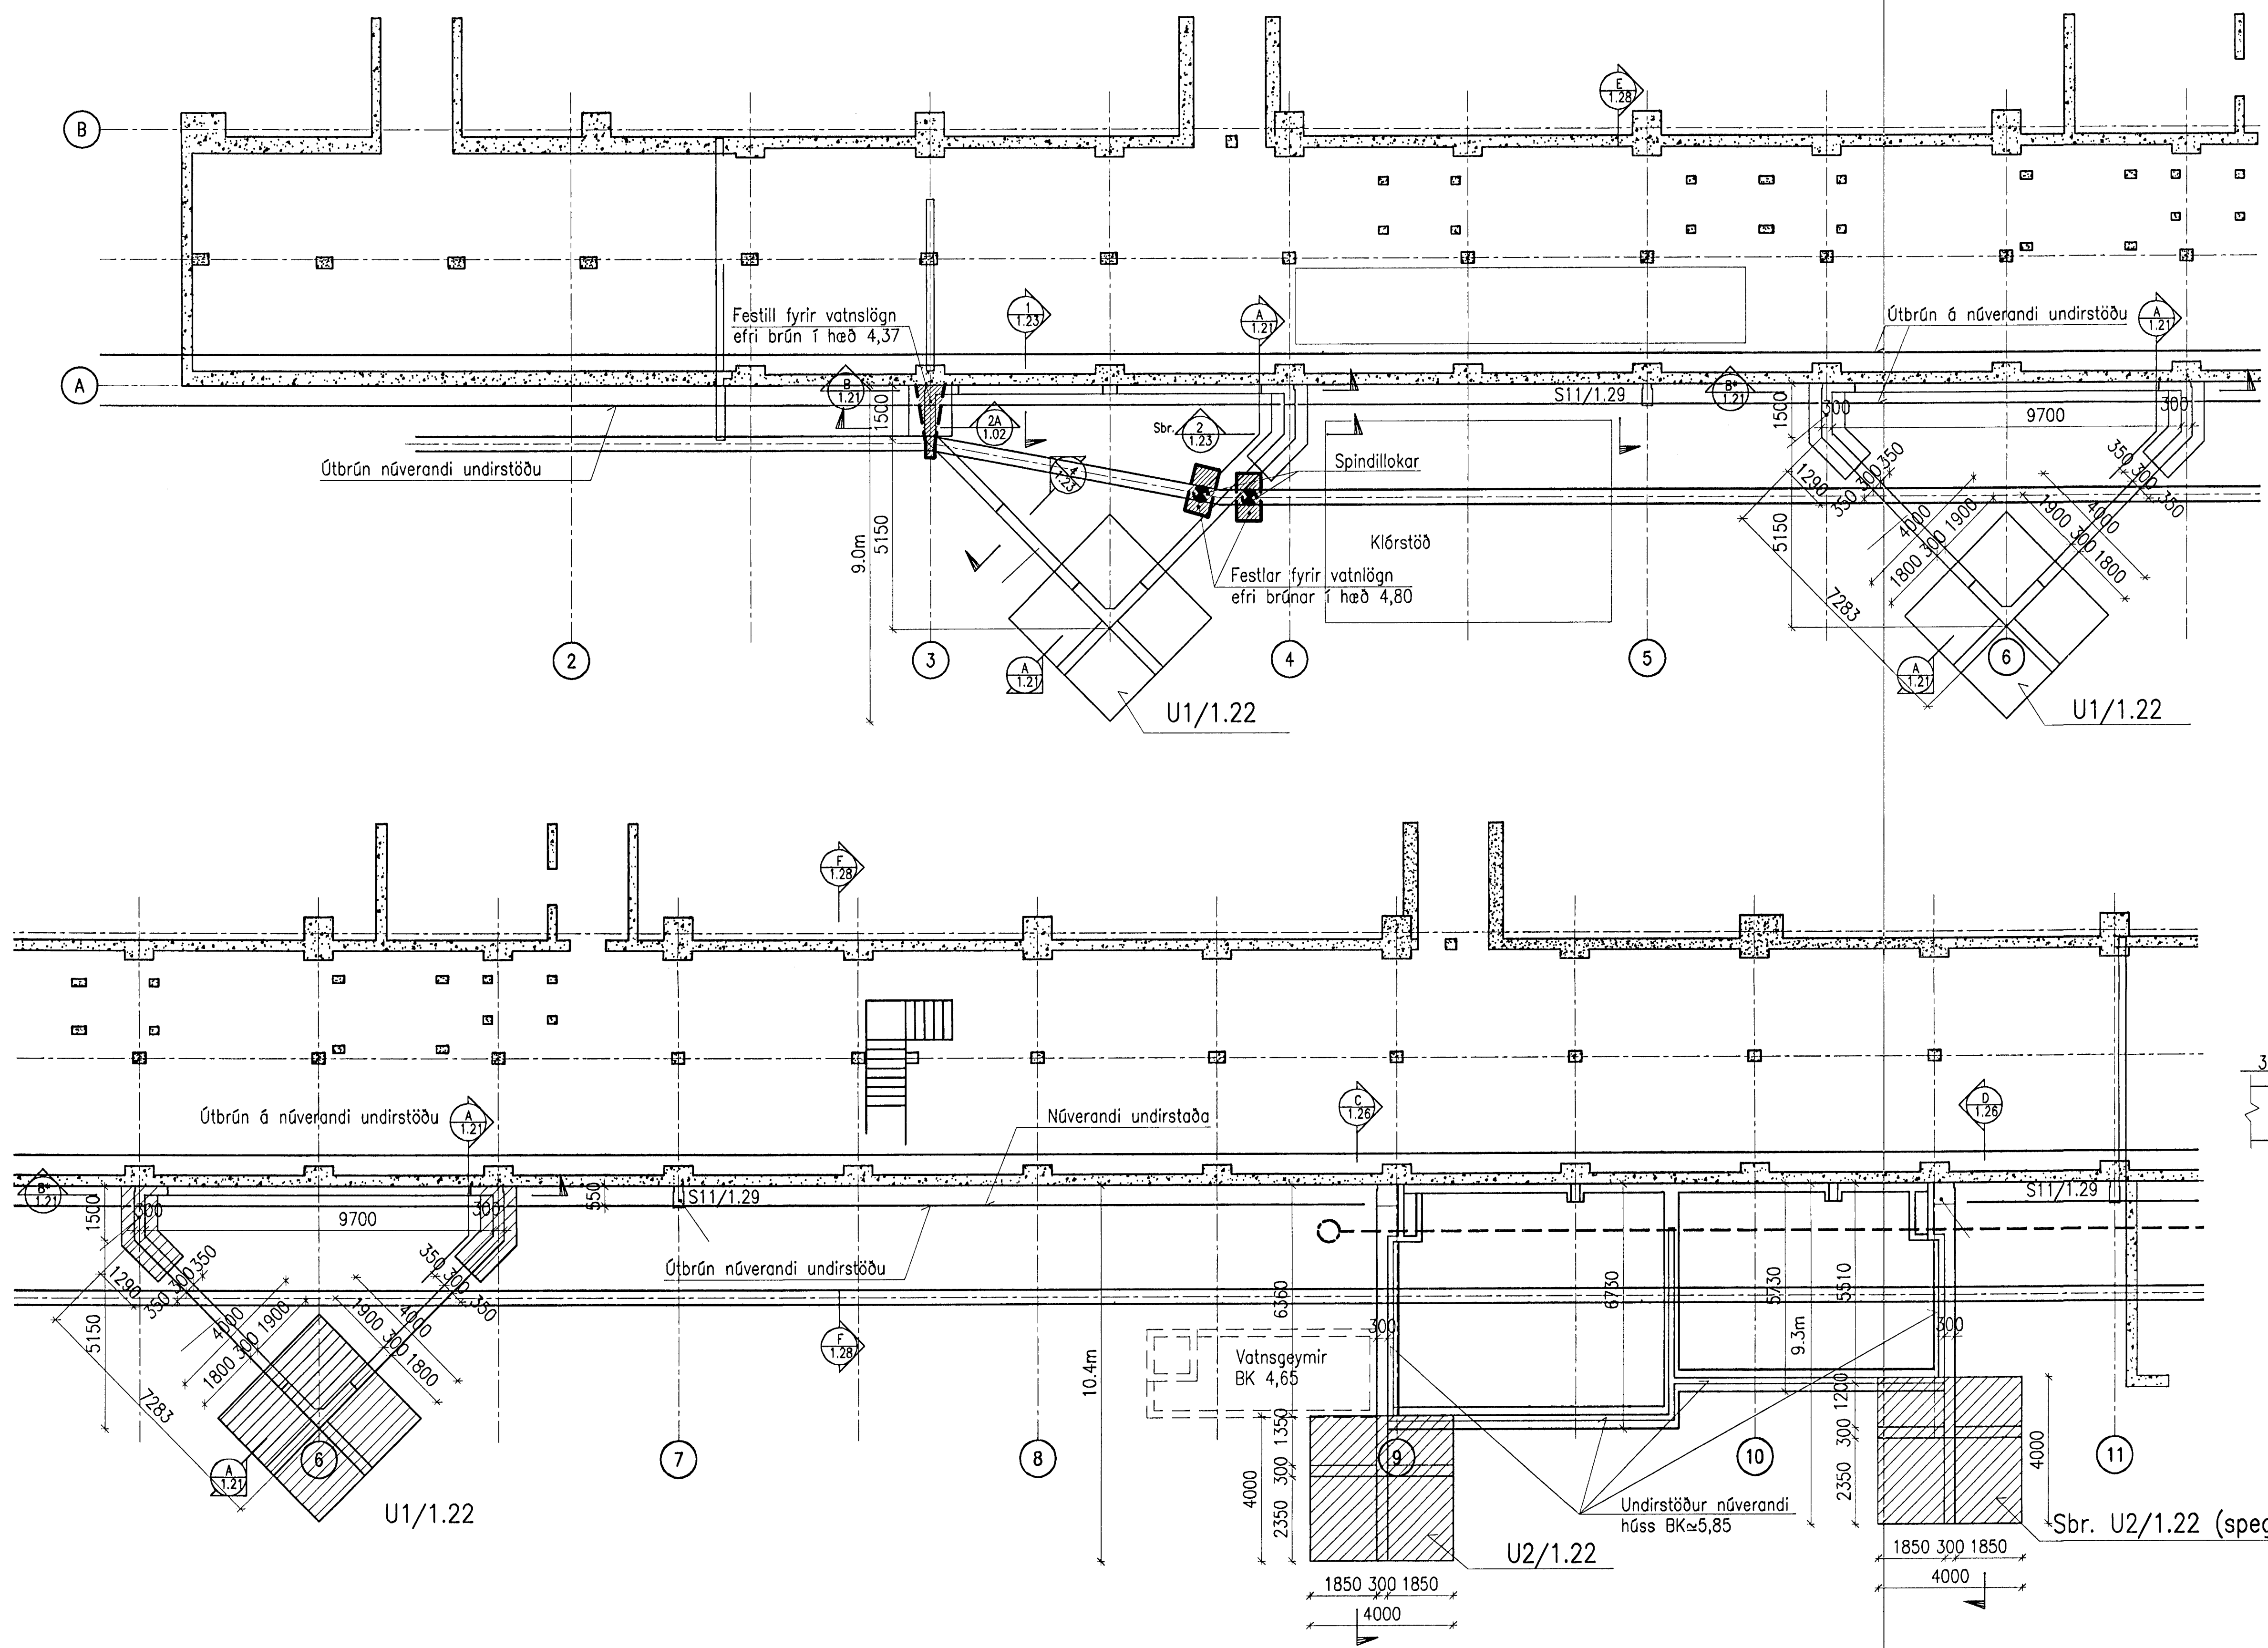 B
E
1.28
Festill fyrir vatnslögn
efri brún í hæð 4,37
1
1.23
A
1.21
Útbrún á núverandi undirstöðu
A
1.21
A
B
1.21
1500
2A
1.02
Sbr.
2
1.23
S11/1.29
B*
1.21
1500
300
9700
300
Útbrún núverandi undirstöðu
4
1.23
Spindillokar
350 300 350
350 300 350
1290
9.0m
5150
Klórstöð
5150
4000
1800 300 1900
4000
1900 300 1800
7283
Festlar fyrir vatnlögn
efri brúnar í hæð 4,80
2
3
4
5
6
A
1.21
A
1.21
U1/1.22
U1/1.22
F
1.28
Útbrún á núverandi undirstöðu
A
1.21
Núverandi undirstaða
C
1.26
D
1.26
3
B*
1.21
1500
300
9700
300
550
S11/1.29
S11/1.29
Útbrún núverandi undirstöðu
350 300 350
350 300 350
1290
5150
4000
1800 300 1900
4000
1900 300 1800
7283
F
1.28
6360
6730
5730
5510
300
300
10.4m
9.3m
Vatnsgeymir
BK 4,65
6
7
8
9
10
11
A
1.21
U1/1.22
4000
2350 300 1350
2350 300 1200
4000
Undirstöður núverandi
húss BK≃5,85
U2/1.22
Sbr. U2/1.22 (speg
1850 300 1850
4000
1850 300 1850
4000